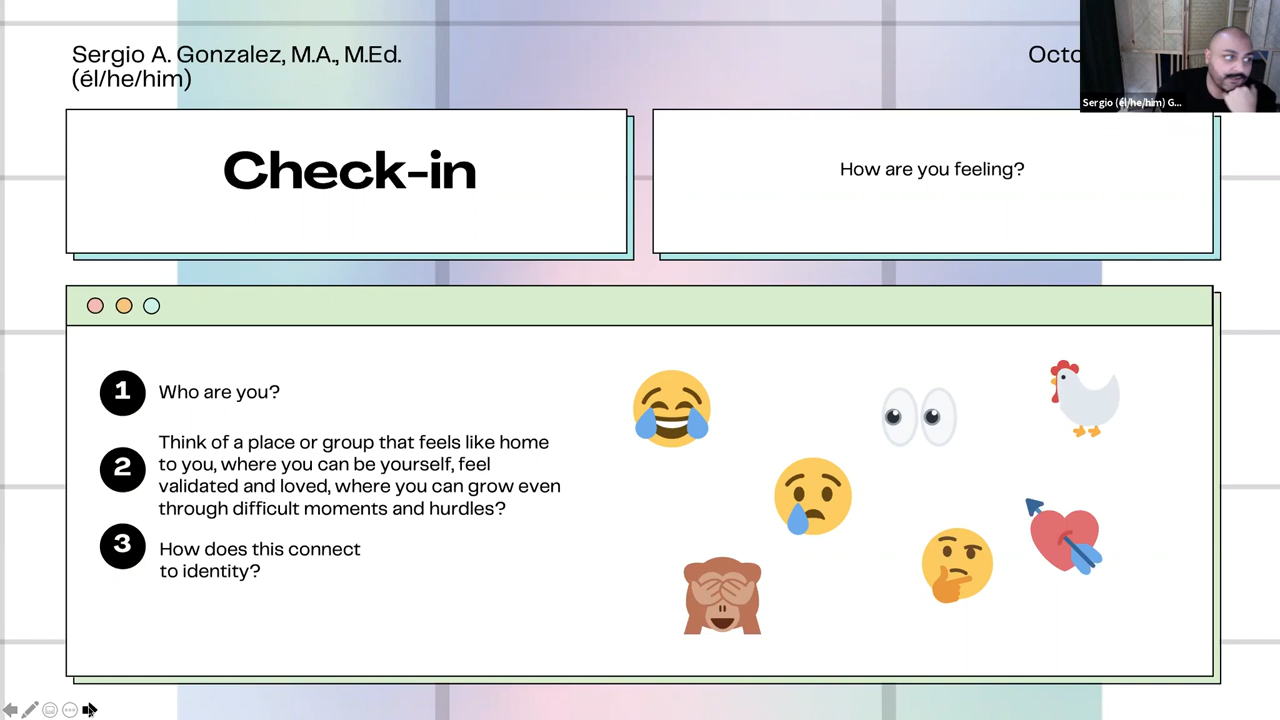 Sergio A. Gonzalez, M.A., M.Ed.
(él/he/him)
Sergio (él/he/him) G...
Check-in
How are you feeling?
1 Who are you?
2 Think of a place or group that feels like home
to you, where you can be yourself, feel
validated and loved, where you can grow even
through difficult moments and hurdles?
3 How does this connect
to identity?